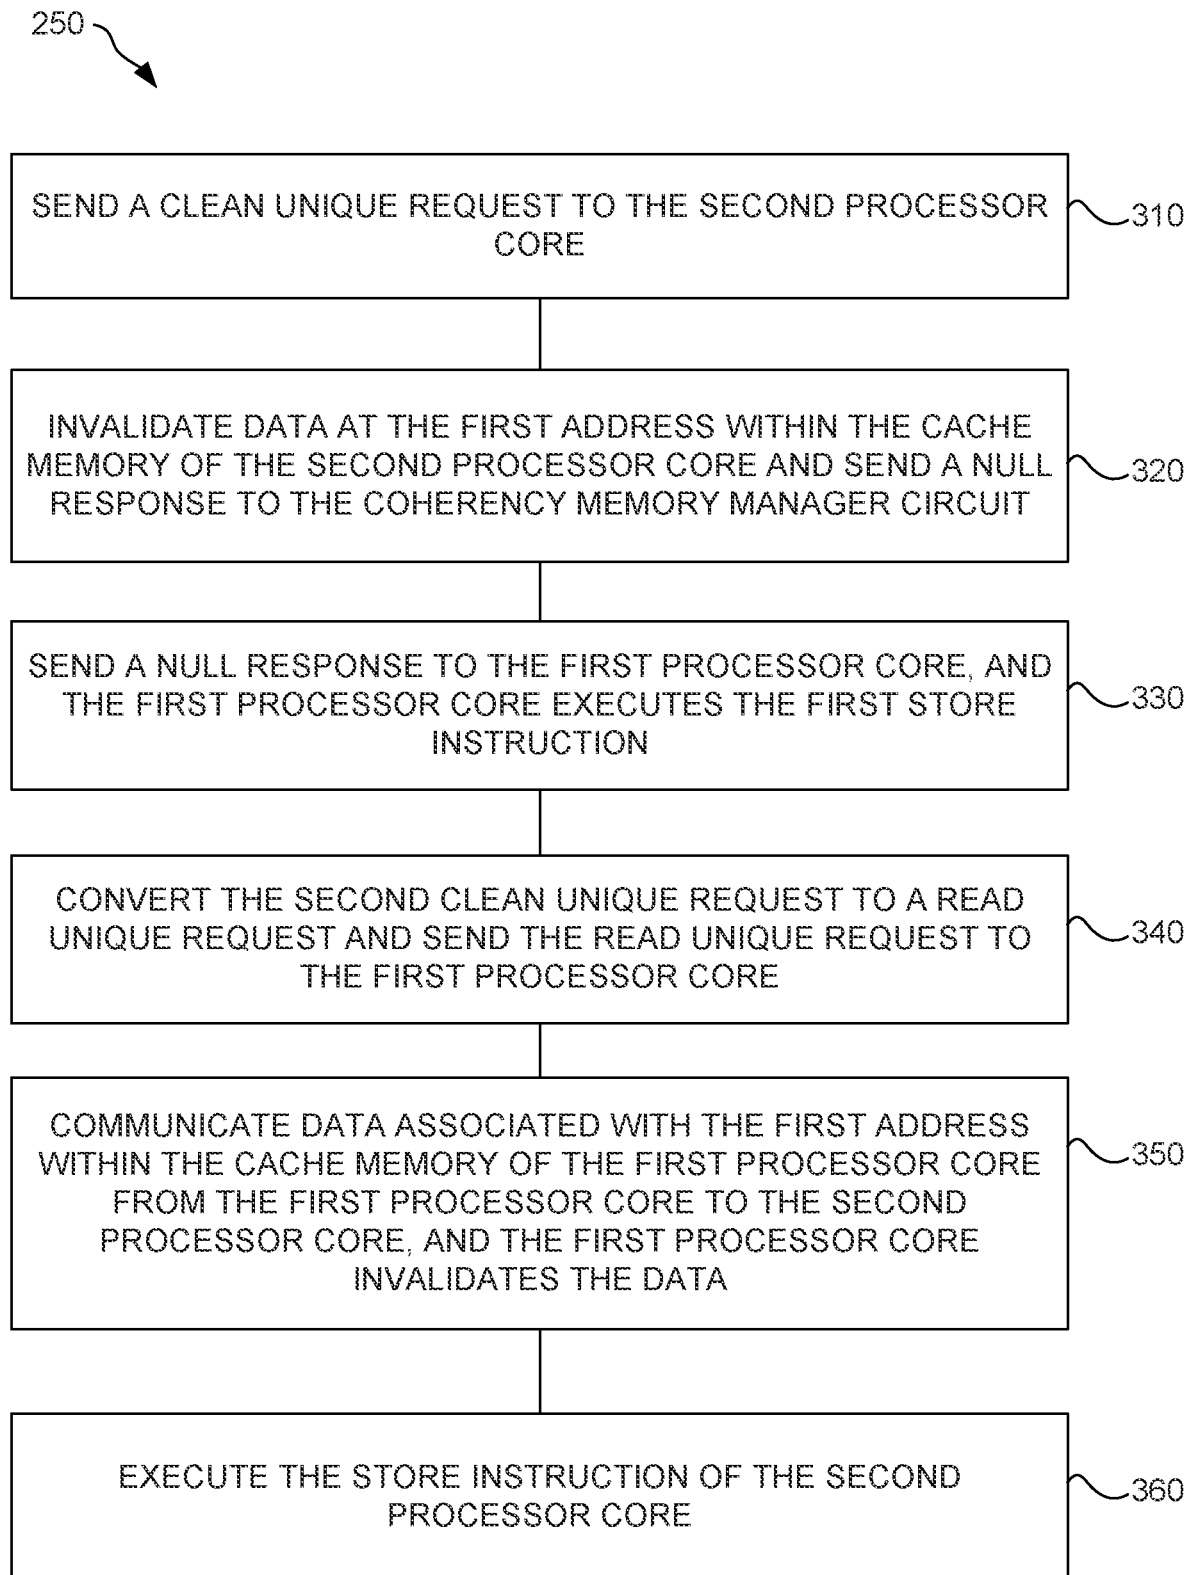 250
SEND A CLEAN UNIQUE REQUEST TO THE SECOND PROCESSOR
CORE
310
INVALIDATE DATA AT THE FIRST ADDRESS WITHIN THE CACHE
MEMORY OF THE SECOND PROCESSOR CORE AND SEND A NULL
RESPONSE TO THE COHERENCY MEMORY MANAGER CIRCUIT
320
SEND A NULL RESPONSE TO THE FIRST PROCESSOR CORE, AND
THE FIRST PROCESSOR CORE EXECUTES THE FIRST STORE
INSTRUCTION
330
CONVERT THE SECOND CLEAN UNIQUE REQUEST TO A READ
UNIQUE REQUEST AND SEND THE READ UNIQUE REQUEST TO
THE FIRST PROCESSOR CORE
340
COMMUNICATE DATA ASSOCIATED WITH THE FIRST ADDRESS
WITHIN THE CACHE MEMORY OF THE FIRST PROCESSOR CORE
FROM THE FIRST PROCESSOR CORE TO THE SECOND
PROCESSOR CORE, AND THE FIRST PROCESSOR CORE
INVALIDATES THE DATA
350
EXECUTE THE STORE INSTRUCTION OF THE SECOND
PROCESSOR CORE
360